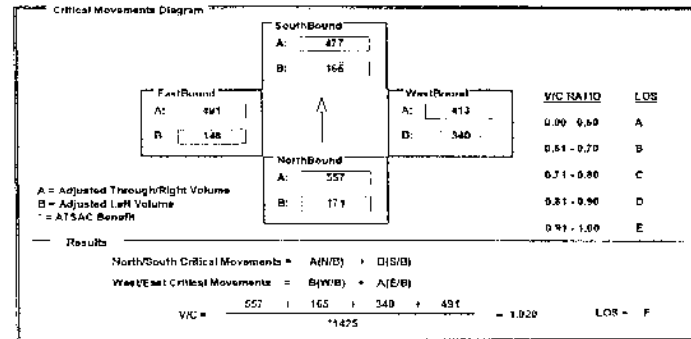 Critical Movements Diagram
SouthBound
A: 477
B: 165
EastBound
A: 491
B: 148
WestBound
A: 413
B: 340
NorthBound
A: 557
B: 171
V/C RATIO LOS
0.00 - 0.60 A
0.61 - 0.70 B
0.71 - 0.80 C
0.81 - 0.90 D
0.91 - 1.00 E
A = Adjusted Through/Right Volume
B = Adjusted Left Volume
* = ATSAC Benefit
Results
North/South Critical Movements = A(N/B) + B(S/B)
West/East Critical Movements = B(W/B) + A(E/B)
V/C = 557 + 165 + 340 + 491 = 1.020 LOS = F
*1425